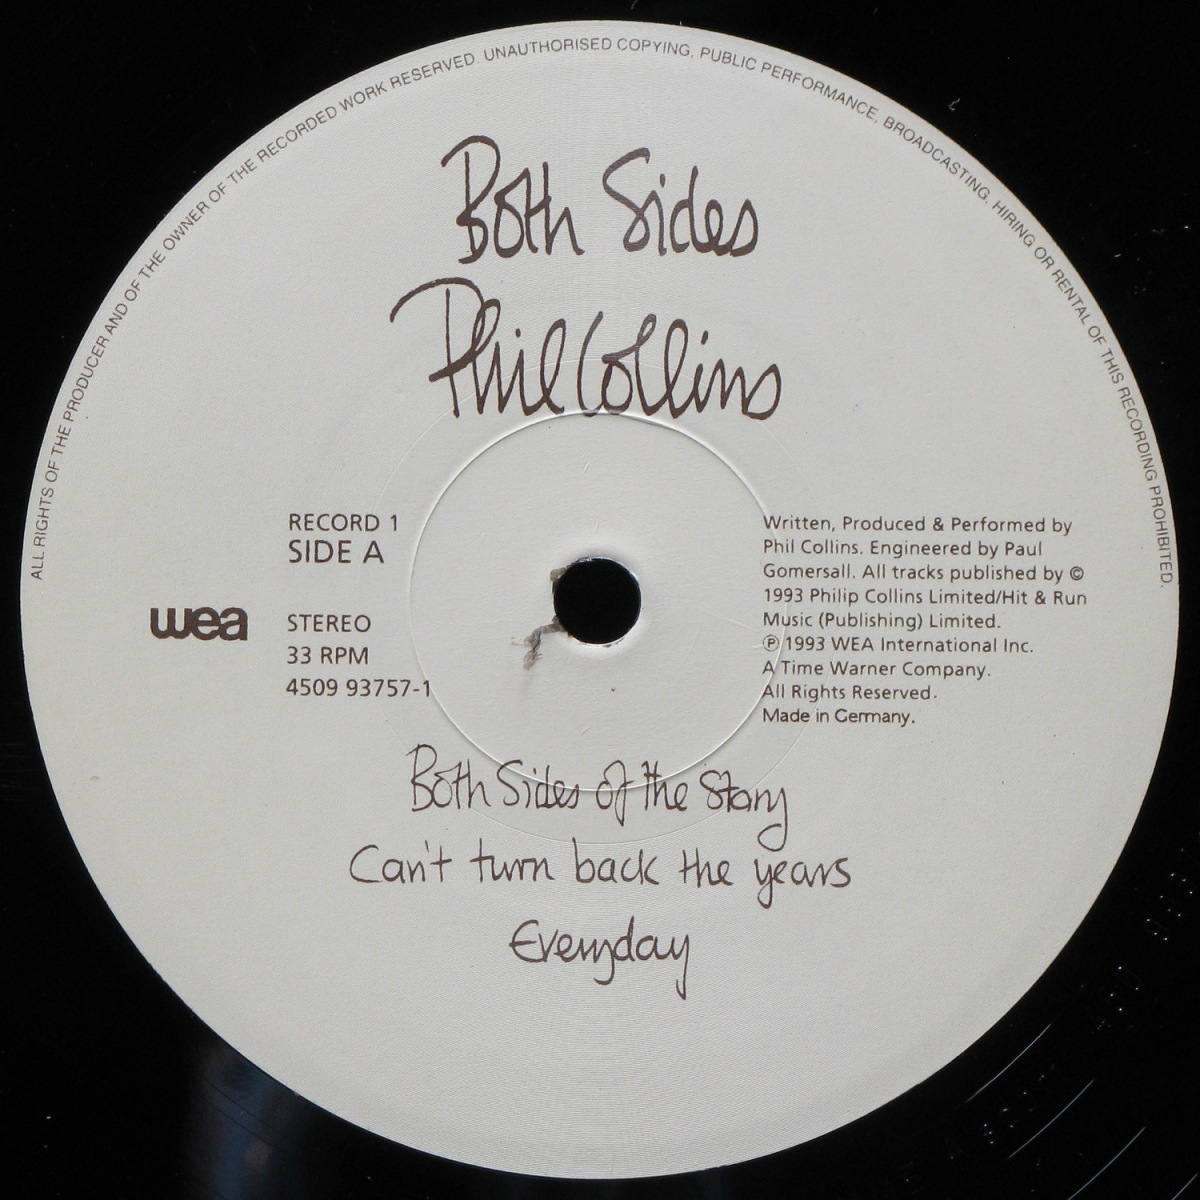 ALL RIGHTS OF THE PRODUCER AND OF THE OWNER OF THE RECORDED WORK RESERVED. UNAUTHORISED COPYING, PUBLIC PERFORMANCE, BROADCASTING. HIRING OR RENTAL OF THIS RECORDING PROHIBITED.
Both Sides
Phil Collins
RECORD 1
SIDE A
wea
STEREO
33 RPM
4509 93757-1
Written, Produced & Performed by
Phil Collins. Engineered by Paul
Gomersall. All tracks published by ©
1993 Philip Collins Limited/Hit & Run
Music (Publishing) Limited.
℗ 1993 WEA International Inc.
A Time Warner Company.
All Rights Reserved.
Made in Germany.
Both Sides of the Story
Can't turn back the years
Everyday